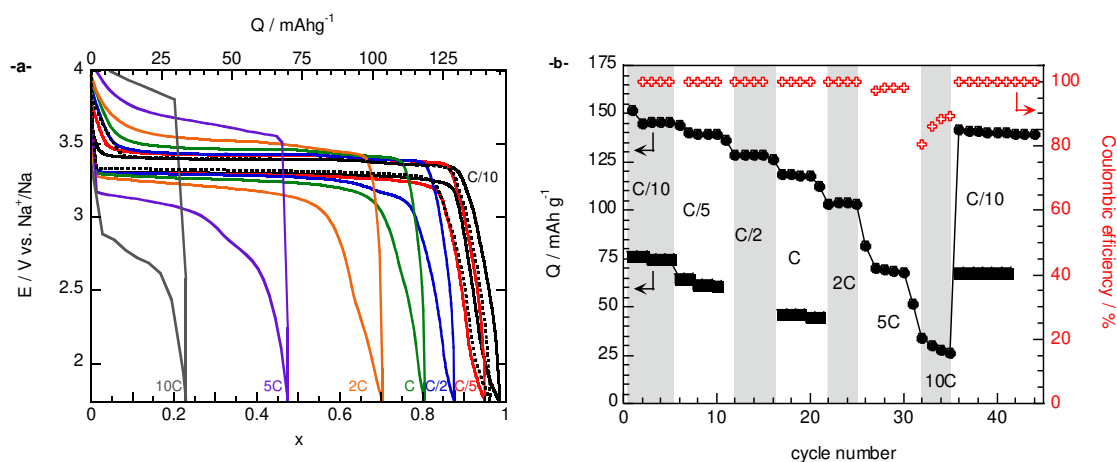 -a-
Q / mAhg-1
0 50 100
4
3.5
3
2.5
2
E / V vs. Na+/Na
C/10
10C
5C
2C
C
C/2
C/5
0 0.2 0.4 0.6 0.8 1
x
-b-
175
150
125
100
75
50
25
0
Q / mAh g-1
C/10
C/5
C/2
C
2C
5C
10C
C/10
100
80
60
40
20
0
Coulombic efficiency / %
0 10 20 30 40
cycle number